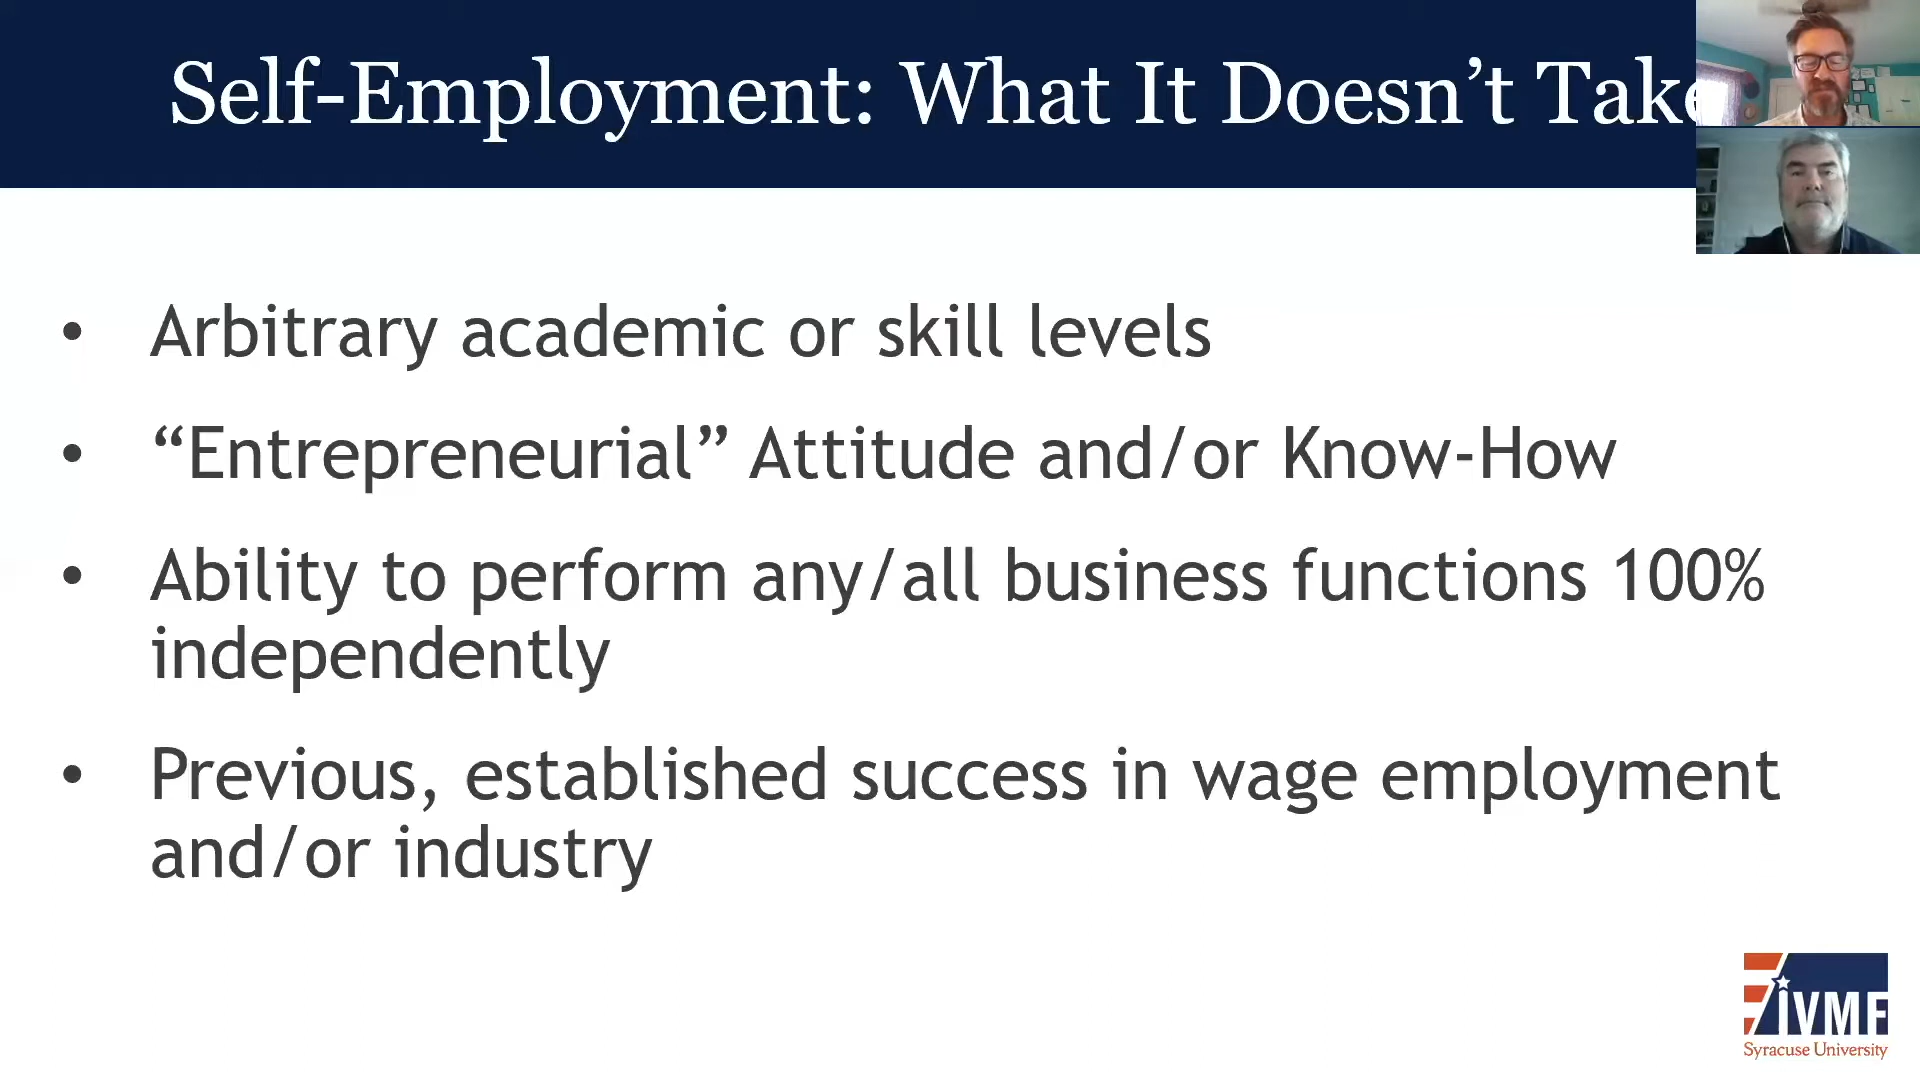 Self-Employment: What It Doesn’t Take
• Arbitrary academic or skill levels
• “Entrepreneurial” Attitude and/or Know-How
• Ability to perform any/all business functions 100%
independently
• Previous, established success in wage employment
and/or industry
IVMF
Syracuse University